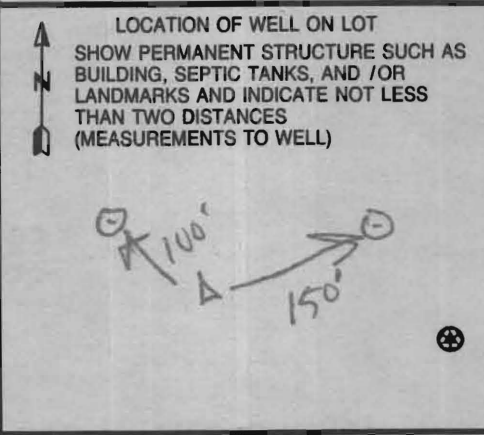 LOCATION OF WELL ON LOT
SHOW PERMANENT STRUCTURE SUCH AS
BUILDING, SEPTIC TANKS, AND /OR
LANDMARKS AND INDICATE NOT LESS
THAN TWO DISTANCES
(MEASUREMENTS TO WELL)
N
100'
150'